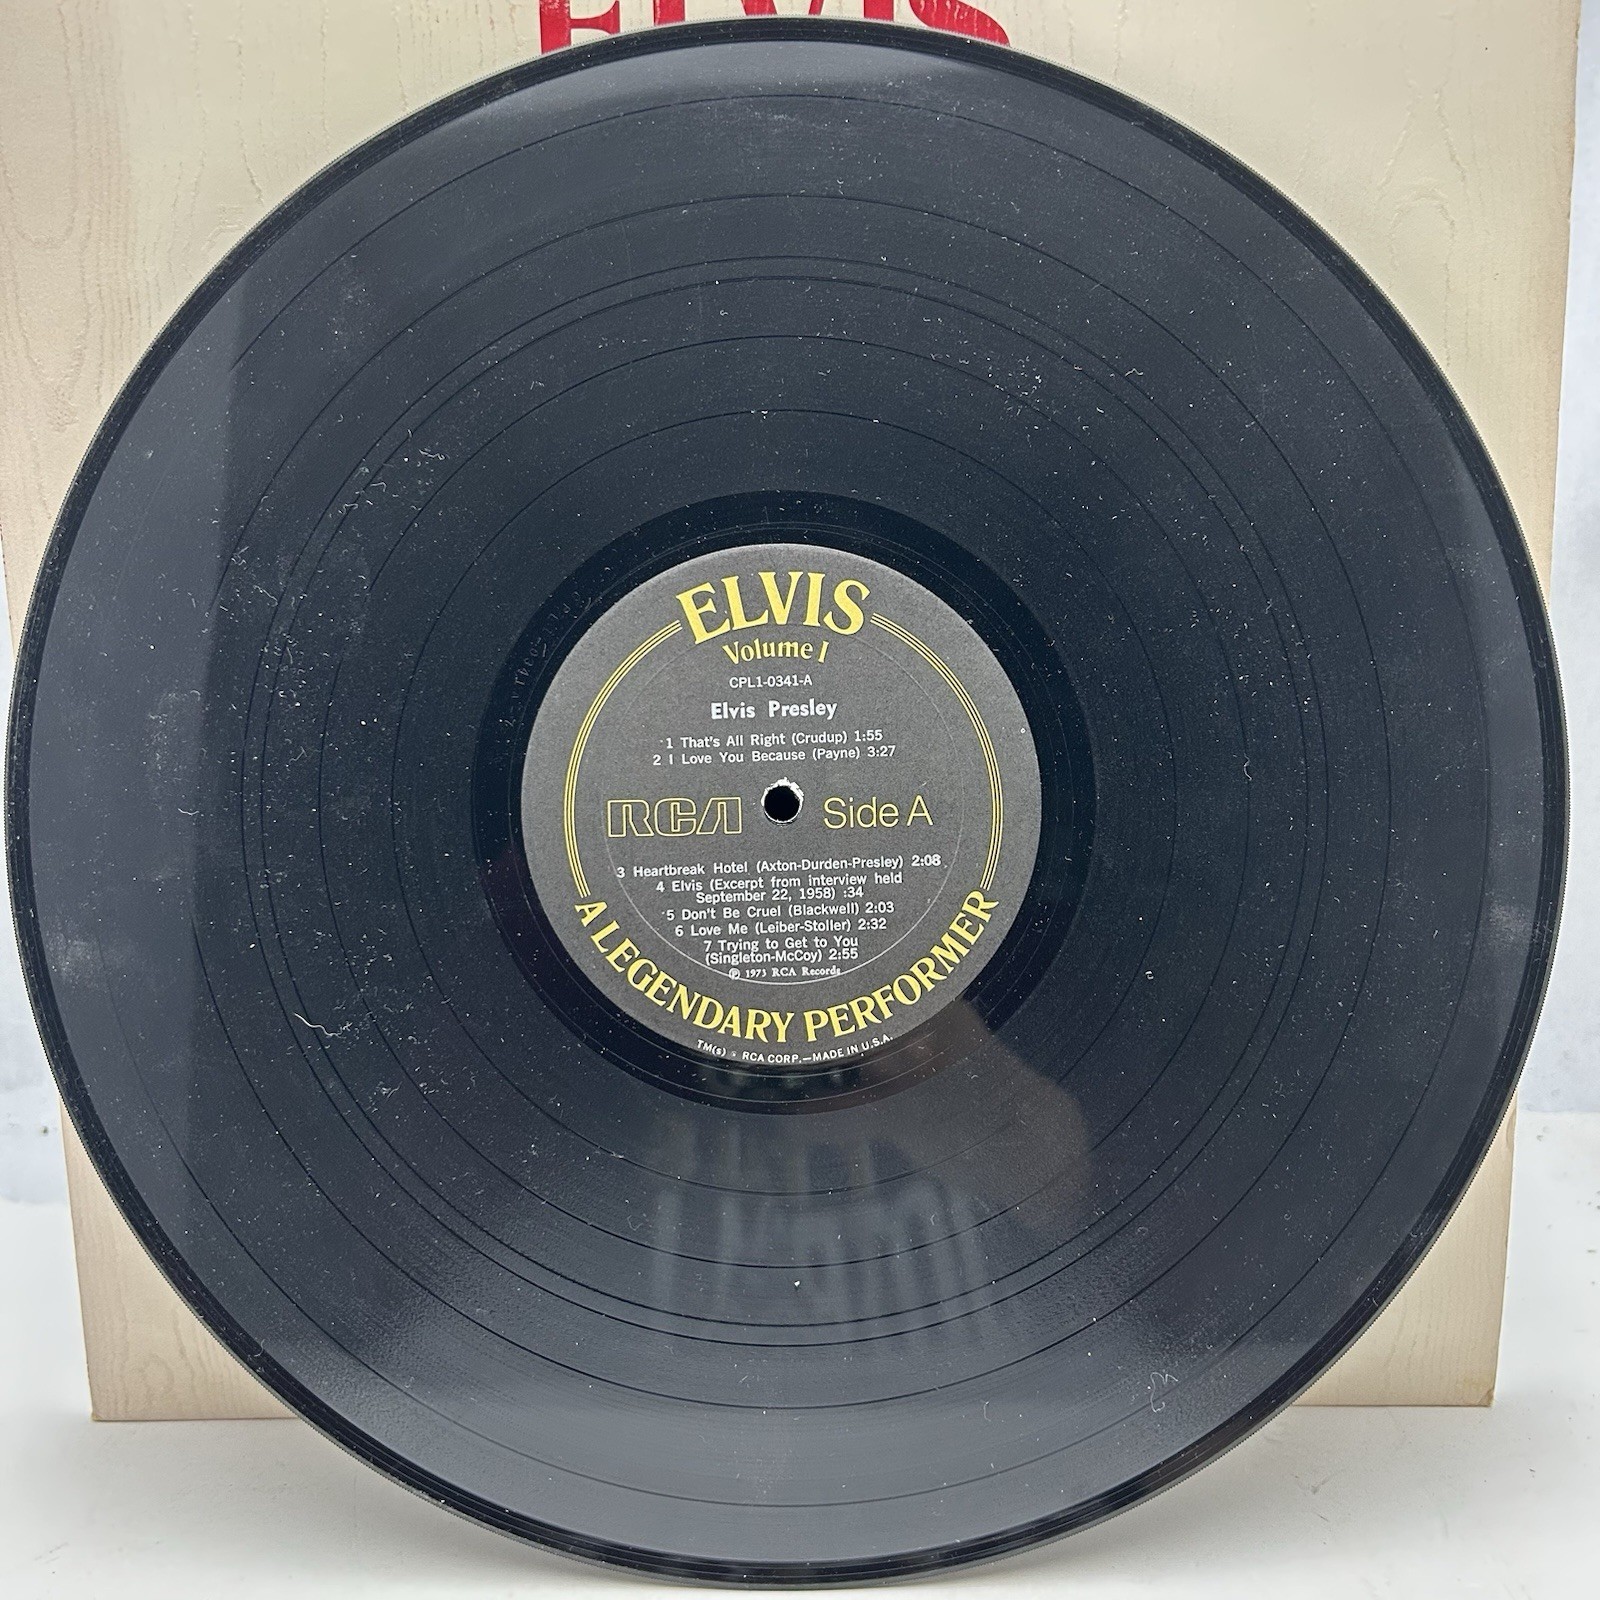 ELVIS
ELVIS
Volume I
CPL1-0341-A
Elvis Presley
1 That's All Right (Crudup) 1:55
2 I Love You Because (Payne) 3:27
RCA Side A
3 Heartbreak Hotel (Axton-Durden-Presley) 2:08
4 Elvis (Excerpt from interview held
September 22, 1958) :34
5 Don't Be Cruel (Blackwell) 2:03
6 Love Me (Leiber-Stoller) 2:32
7 Trying to Get to You
(Singleton-McCoy) 2:55
℗ 1973 RCA Records
A LEGENDARY PERFORMER
TM(s) ® RCA CORP.—MADE IN U.S.A.